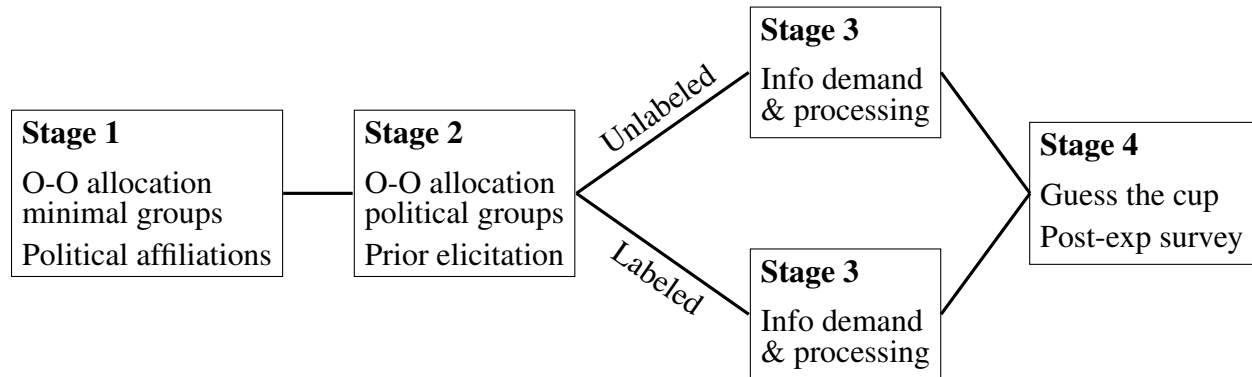 Stage 1
O-O allocation
minimal groups
Political affiliations
Stage 2
O-O allocation
political groups
Prior elicitation
Unlabeled
Stage 3
Info demand
& processing
Labeled
Stage 3
Info demand
& processing
Stage 4
Guess the cup
Post-exp survey